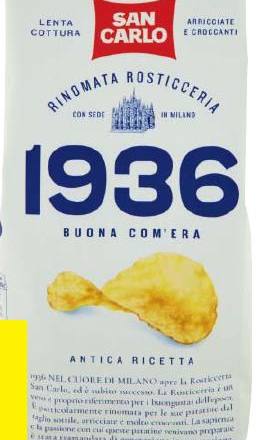 LENTA
COTTURA
SAN
CARLO
ARRICCIATE
E CROCCANTI
RINOMATA ROSTICCERIA
CON SEDE IN MILANO
1936
BUONA COM'ERA
ANTICA RICETTA
1936 NEL CUORE DI MILANO apre la Rosticceria
San Carlo, ed è subito successo. La Rosticceria è un
vero e proprio riferimento per i buongustai dell'epoca.
È particolarmente rinomata per le sue patatine dal
taglio sottile, arricciate e molto croccanti. La sapienza
e la passione con cui queste patatine venivano preparate
è stata tramandata di